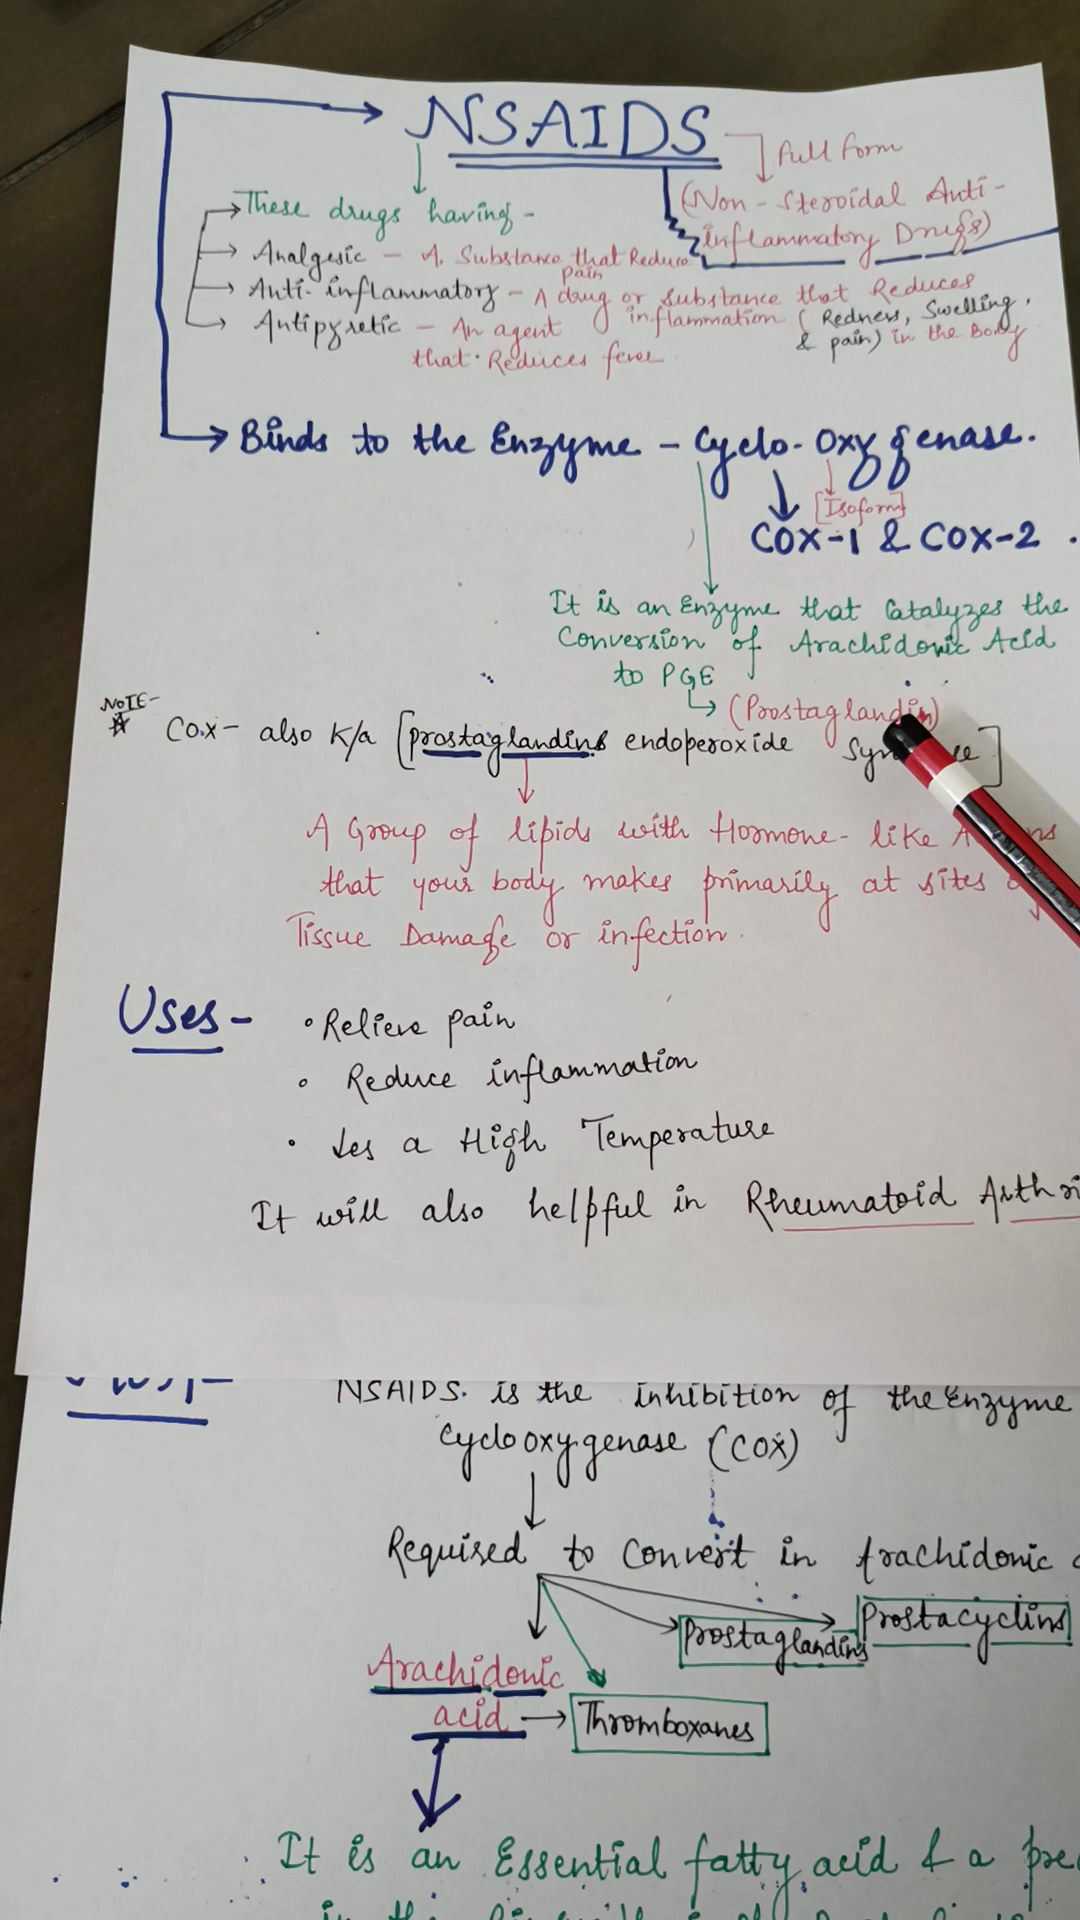 NSAIDS
Full Form
(Non-Steroidal Anti-
inflammatory Drugs)
These drugs having-
Analgesic - A Substance that Reduce
pain
Anti-inflammatory - A drug or Substance that Reduces
inflammation (Redness, Swelling,
& pain) in the Body
Antipyretic - An agent
that Reduces fever
Binds to the Enzyme - Cyclo-Oxygenase.
[Isoform]
COX-1 & COX-2.
It is an Enzyme that Catalyzes the
Conversion of Arachidonic Acid
to PGE
(Prostaglandin)
NOTE-
COX- also K/a [prostaglandins endoperoxide
A Group of lipids with Hormone-like
that your body makes primarily at sites
Tissue Damage or infection.
Uses-
• Relieve pain
• Reduce inflammation
• ↓es a High Temperature
It will also helpful in Rheumatoid
NSAIDS. is the inhibition of the Enzyme
Cyclooxygenase (COX)
Required to Convert in Arachidonic
Prostacyclins
Prostaglandins
Arachidonic
acid → Thromboxanes
It is an Essential fatty acid & a